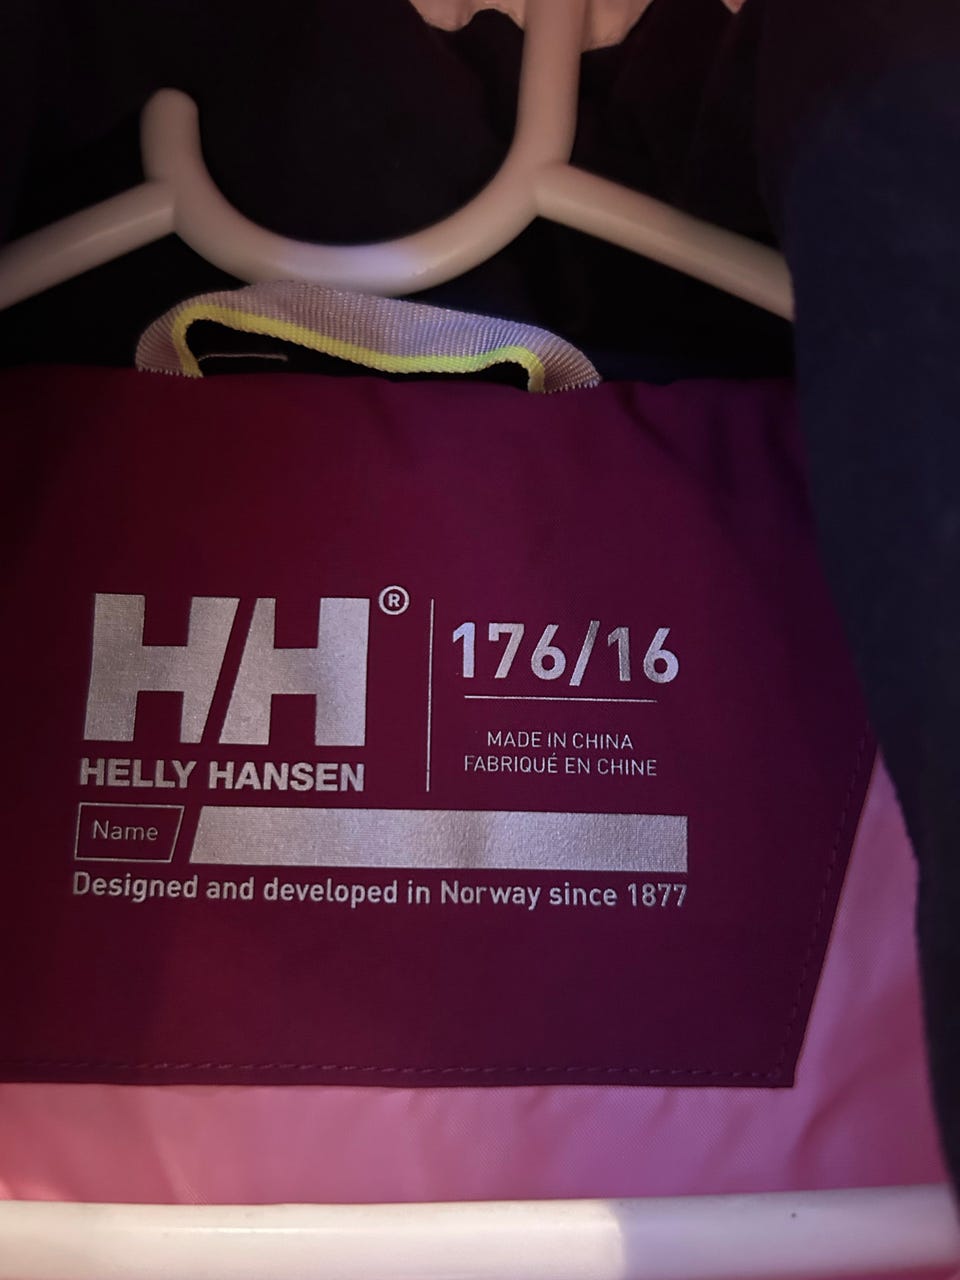 HH®
HELLY HANSEN
176/16
MADE IN CHINA
FABRIQUÉ EN CHINE
Name
Designed and developed in Norway since 1877